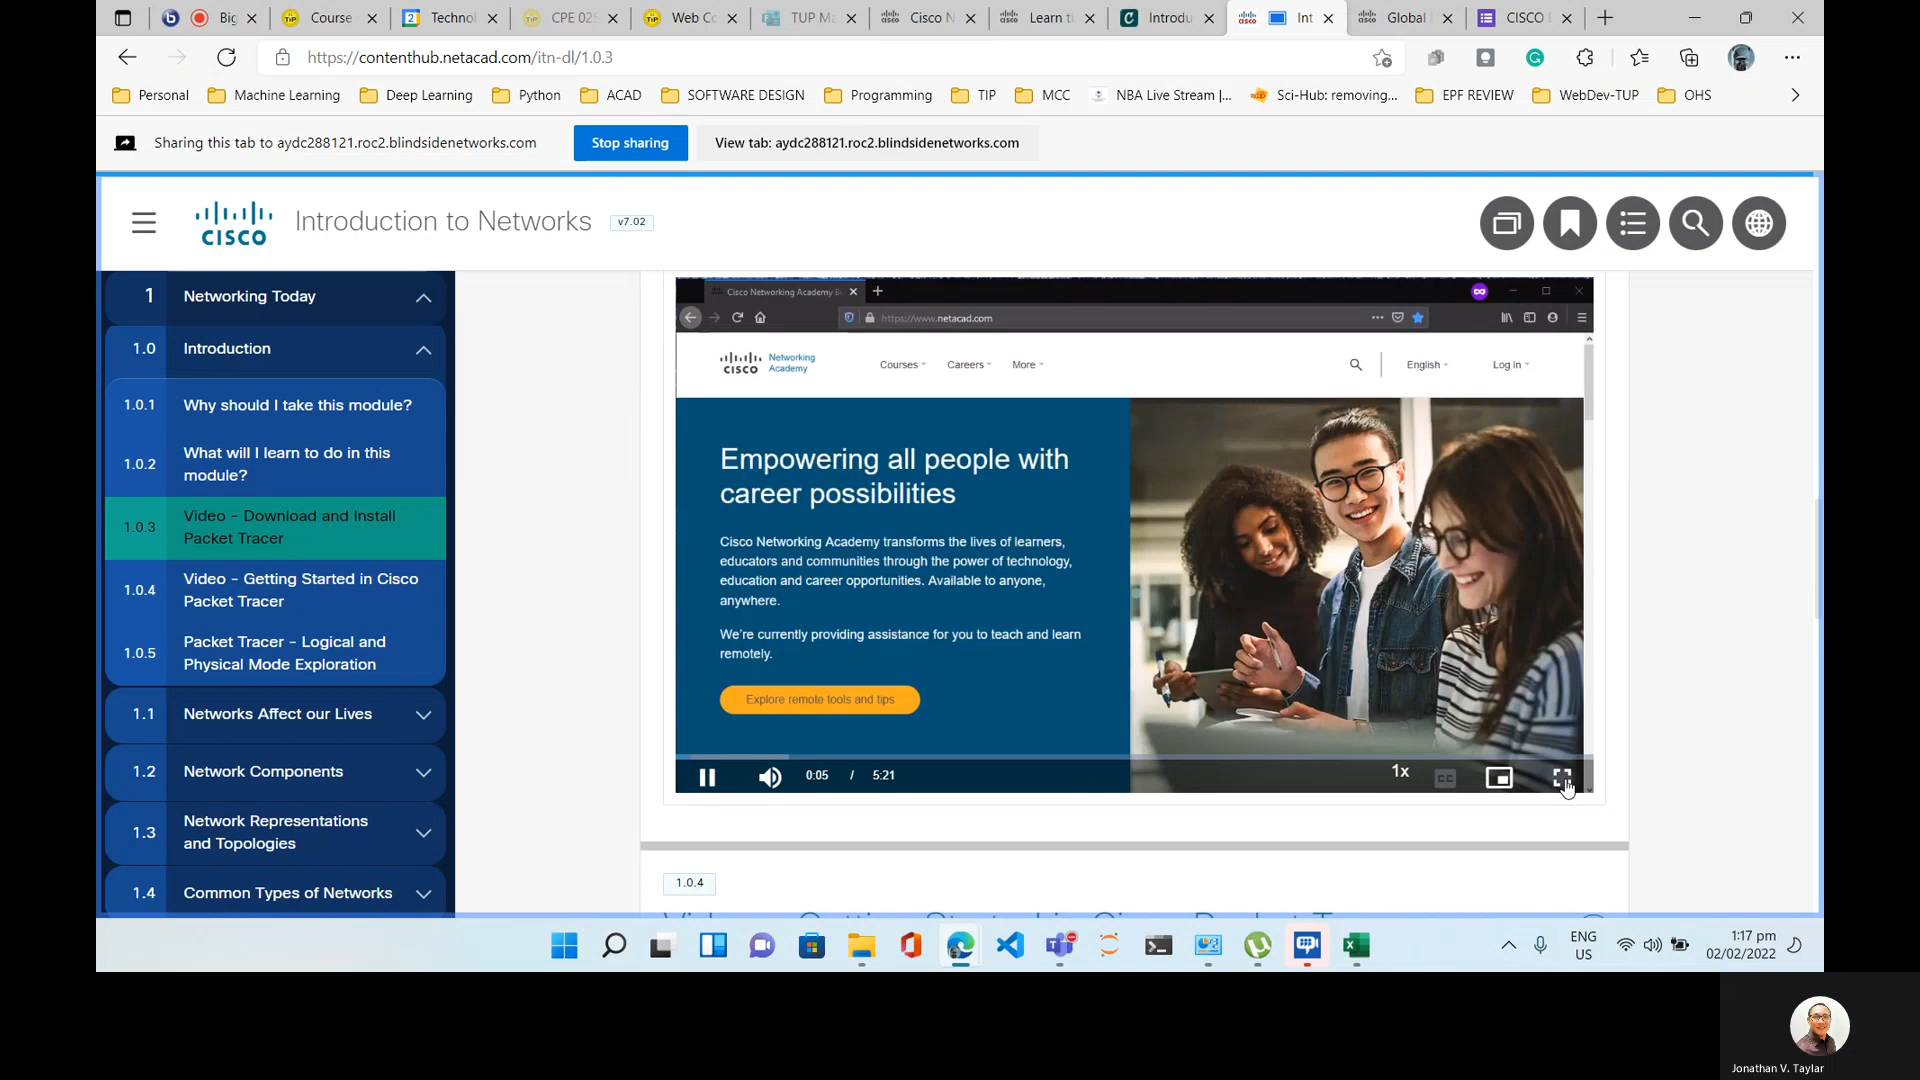 Big
Course
Technol
CPE 025
Web Co
TUP Ma
Cisco N
Learn t
Introdu
Int
Global
CISCO
https://contenthub.netacad.com/itn-dl/1.0.3
Personal
Machine Learning
Deep Learning
Python
ACAD
SOFTWARE DESIGN
Programming
TIP
MCC
NBA Live Stream |...
Sci-Hub: removing...
EPF REVIEW
WebDev-TUP
OHS
Sharing this tab to aydc288121.roc2.blindsidenetworks.com
Stop sharing
View tab: aydc288121.roc2.blindsidenetworks.com
CISCO
Introduction to Networks
v7.02
1 Networking Today
1.0 Introduction
1.0.1 Why should I take this module?
1.0.2 What will I learn to do in this
module?
1.0.3 Video - Download and Install
Packet Tracer
1.0.4 Video - Getting Started in Cisco
Packet Tracer
1.0.5 Packet Tracer - Logical and
Physical Mode Exploration
1.1 Networks Affect our Lives
1.2 Network Components
1.3 Network Representations
and Topologies
1.4 Common Types of Networks
Cisco Networking Academy
https://www.netacad.com
CISCO Networking
Academy
Courses
Careers
More
English
Log In
Empowering all people with
career possibilities
Cisco Networking Academy transforms the lives of learners,
educators and communities through the power of technology,
education and career opportunities. Available to anyone,
anywhere.
We're currently providing assistance for you to teach and learn
remotely.
Explore remote tools and tips
0:05 / 5:21
1x
CC
1.0.4
ENG
US
1:17 pm
02/02/2022
Jonathan V. Taylar